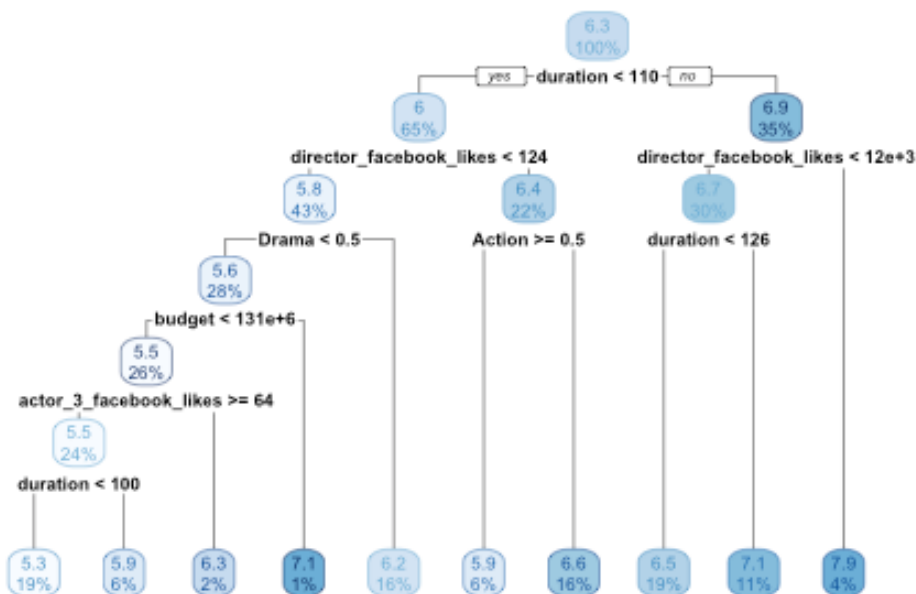 6.3
100%
yes duration < 110 no
6 6.9
65% 35%
director_facebook_likes < 124 director_facebook_likes < 12e+3
5.8 6.4 6.7
43% 22% 30%
Drama < 0.5 Action >= 0.5 duration < 126
5.6
28%
budget < 131e+6
5.5
26%
actor_3_facebook_likes >= 64
5.5
24%
duration < 100
5.3 5.9 6.3 7.1 6.2 5.9 6.6 6.5 7.1 7.9
19% 6% 2% 1% 16% 6% 16% 19% 11% 4%